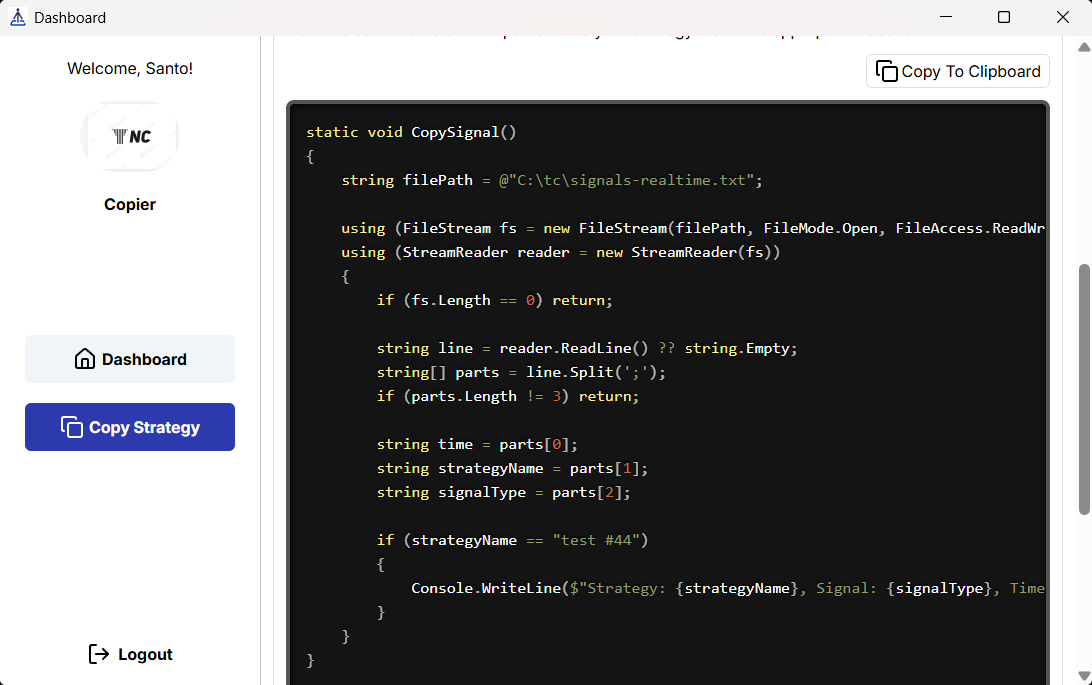 Dashboard
Welcome, Santo!
NC
Copier
Dashboard
Copy Strategy
Logout
Copy To Clipboard
static void CopySignal()
{
    string filePath = @"C:\tc\signals-realtime.txt";
    using (FileStream fs = new FileStream(filePath, FileMode.Open, FileAccess.ReadWr
    using (StreamReader reader = new StreamReader(fs))
    {
        if (fs.Length == 0) return;
        string line = reader.ReadLine() ?? string.Empty;
        string[] parts = line.Split(';');
        if (parts.Length != 3) return;
        string time = parts[0];
        string strategyName = parts[1];
        string signalType = parts[2];
        if (strategyName == "test #44")
        {
            Console.WriteLine($"Strategy: {strategyName}, Signal: {signalType}, Time
        }
    }
}